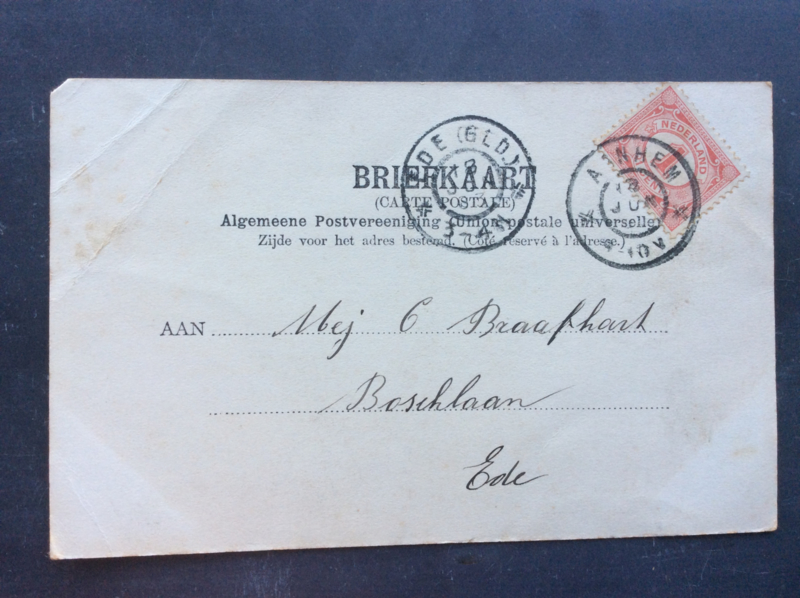 NEDERLAND
EDE (GLD)
ARNHEM
BRIEFKAART
(CARTE POSTALE)
Algemeene Postvereeniging (Union postale universelle)
Zijde voor het adres bestemd. (Côté réservé à l'adresse.)
AAN Mej C Braafhart
Boschlaan
Ede